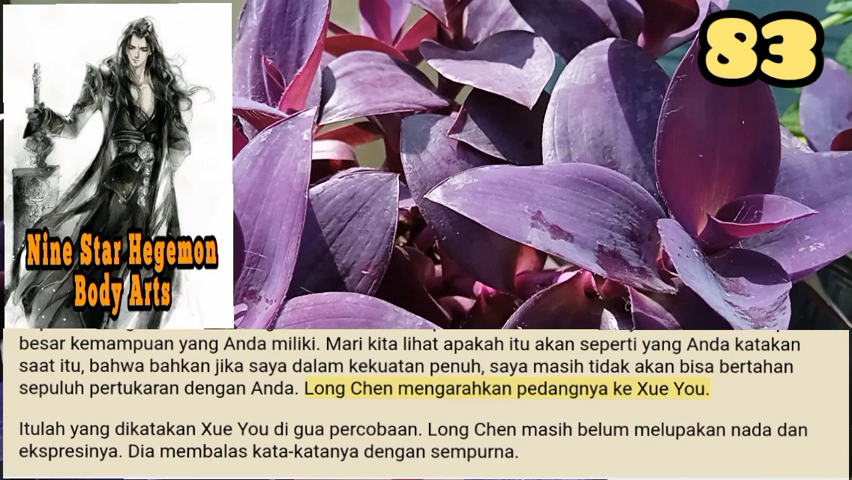 83
Nine Star Hegemon
Body Arts
besar kemampuan yang Anda miliki. Mari kita lihat apakah itu akan seperti yang Anda katakan
saat itu, bahwa bahkan jika saya dalam kekuatan penuh, saya masih tidak akan bisa bertahan
sepuluh pertukaran dengan Anda. Long Chen mengarahkan pedangnya ke Xue You.
Itulah yang dikatakan Xue You di gua percobaan. Long Chen masih belum melupakan nada dan
ekspresinya. Dia membalas kata-katanya dengan sempurna.